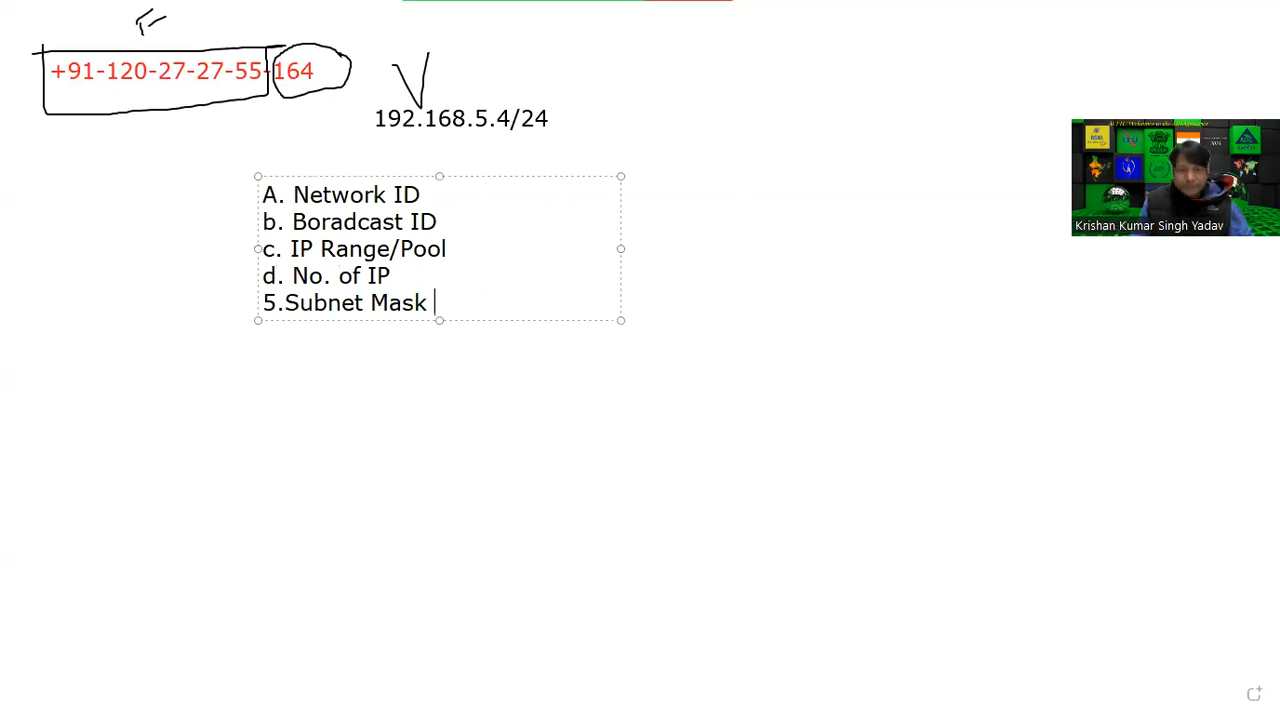 F
+91-120-27-27-55-164
V
192.168.5.4/24
A. Network ID
b. Boradcast ID
c. IP Range/Pool
d. No. of IP
5.Subnet Mask
Krishan Kumar Singh Yadav